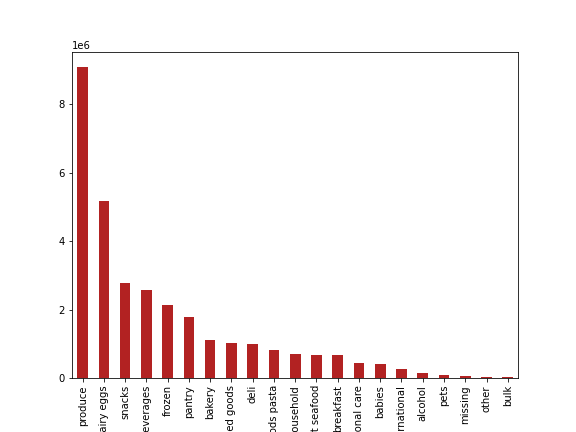 1e6
8
6
4
2
0
produce
airy eggs
snacks
everages
frozen
pantry
bakery
ed goods
deli
ods pasta
ousehold
t seafood
breakfast
onal care
babies
rnational
alcohol
pets
missing
other
bulk